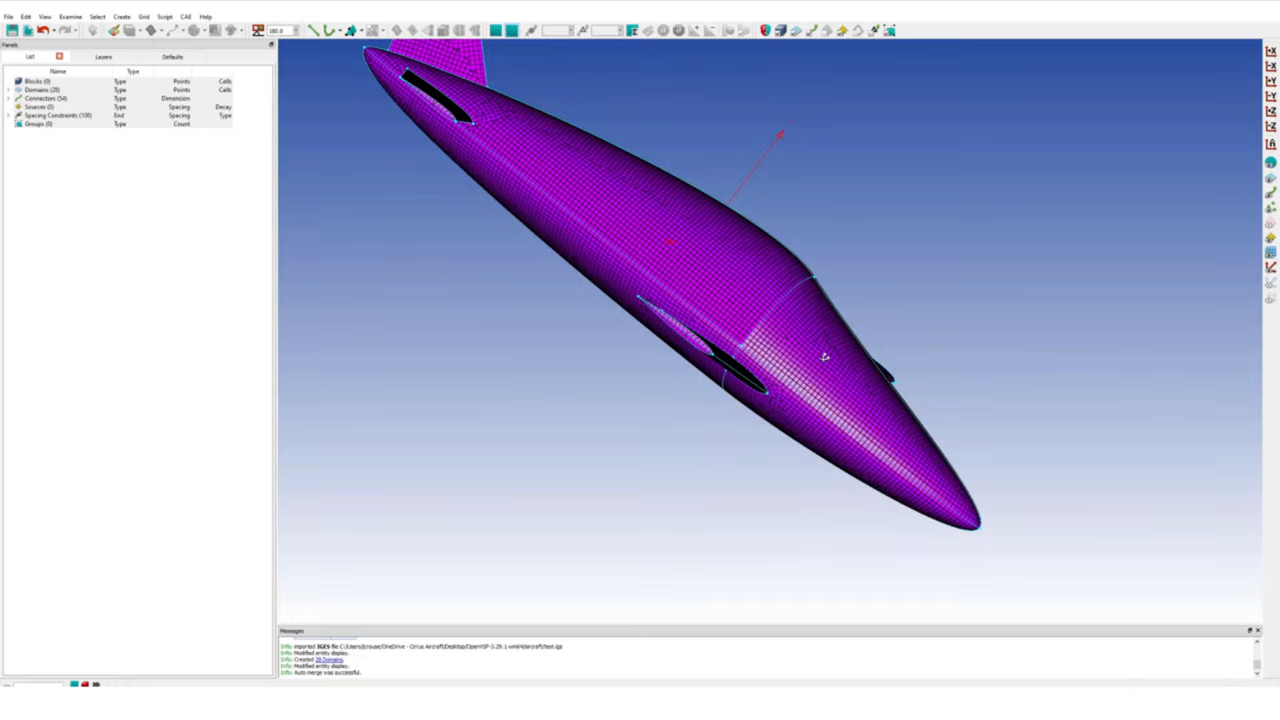 File Edit View Examine Select Create Grid Script CAE Help
180.0
Panels
List Layers Defaults
Name Type
Blocks (0) Type Points Cells
Domains (28) Type Points Cells
Connectors (54) Type Dimension
Sources (0) Type Spacing Decay
Spacing Constraints (108) End Spacing Type
Groups (0) Type Count
+X
-X
+Y
-Y
+Z
-Z
Messages
Info: Imported IGES file C:/Users/jcrouse/OneDrive - Cirrus Aircraft/Desktop/OpenVSP-3.29.1-win64/aircraft/test.igs
Info: Modified entity display.
Info: Created 28 Domains.
Info: Modified entity display.
Info: Auto merge was successful.